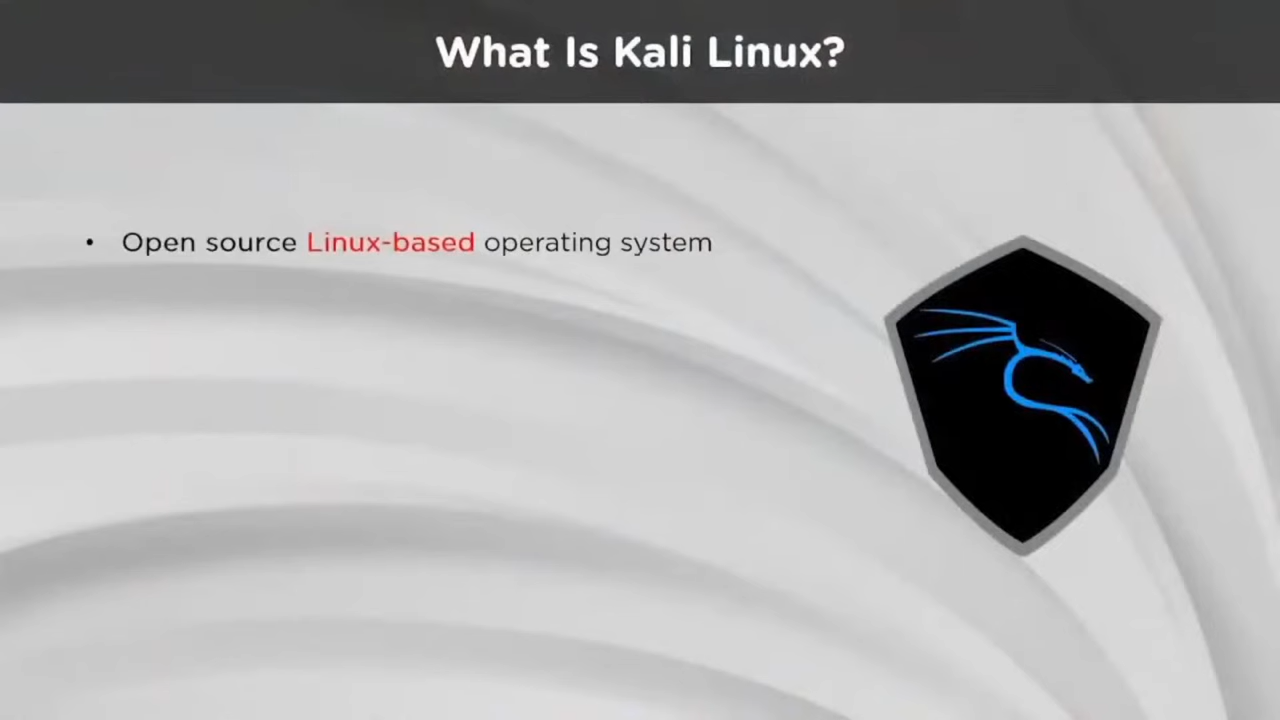 What Is Kali Linux?
• Open source Linux-based operating system